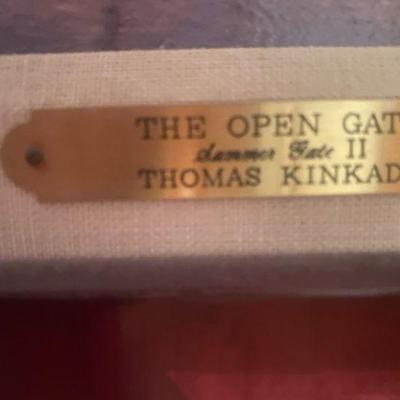 THE OPEN GAT
Summer Gate II
THOMAS KINKAD